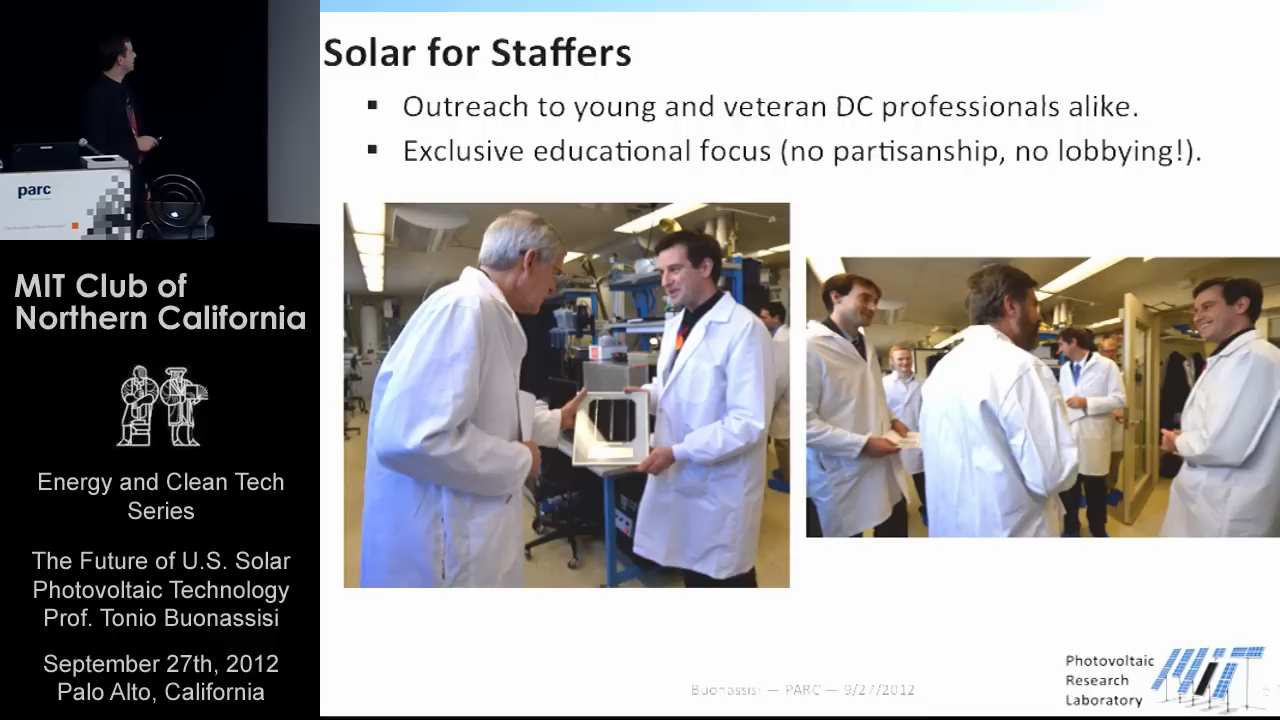 Solar for Staffers
▪ Outreach to young and veteran DC professionals alike.
▪ Exclusive educational focus (no partisanship, no lobbying!).
parc
MIT Club of
Northern California
Energy and Clean Tech
Series
The Future of U.S. Solar
Photovoltaic Technology
Prof. Tonio Buonassisi
September 27th, 2012
Palo Alto, California
Buonassisi — PARC — 9/27/2012
Photovoltaic
Research
Laboratory
MIT